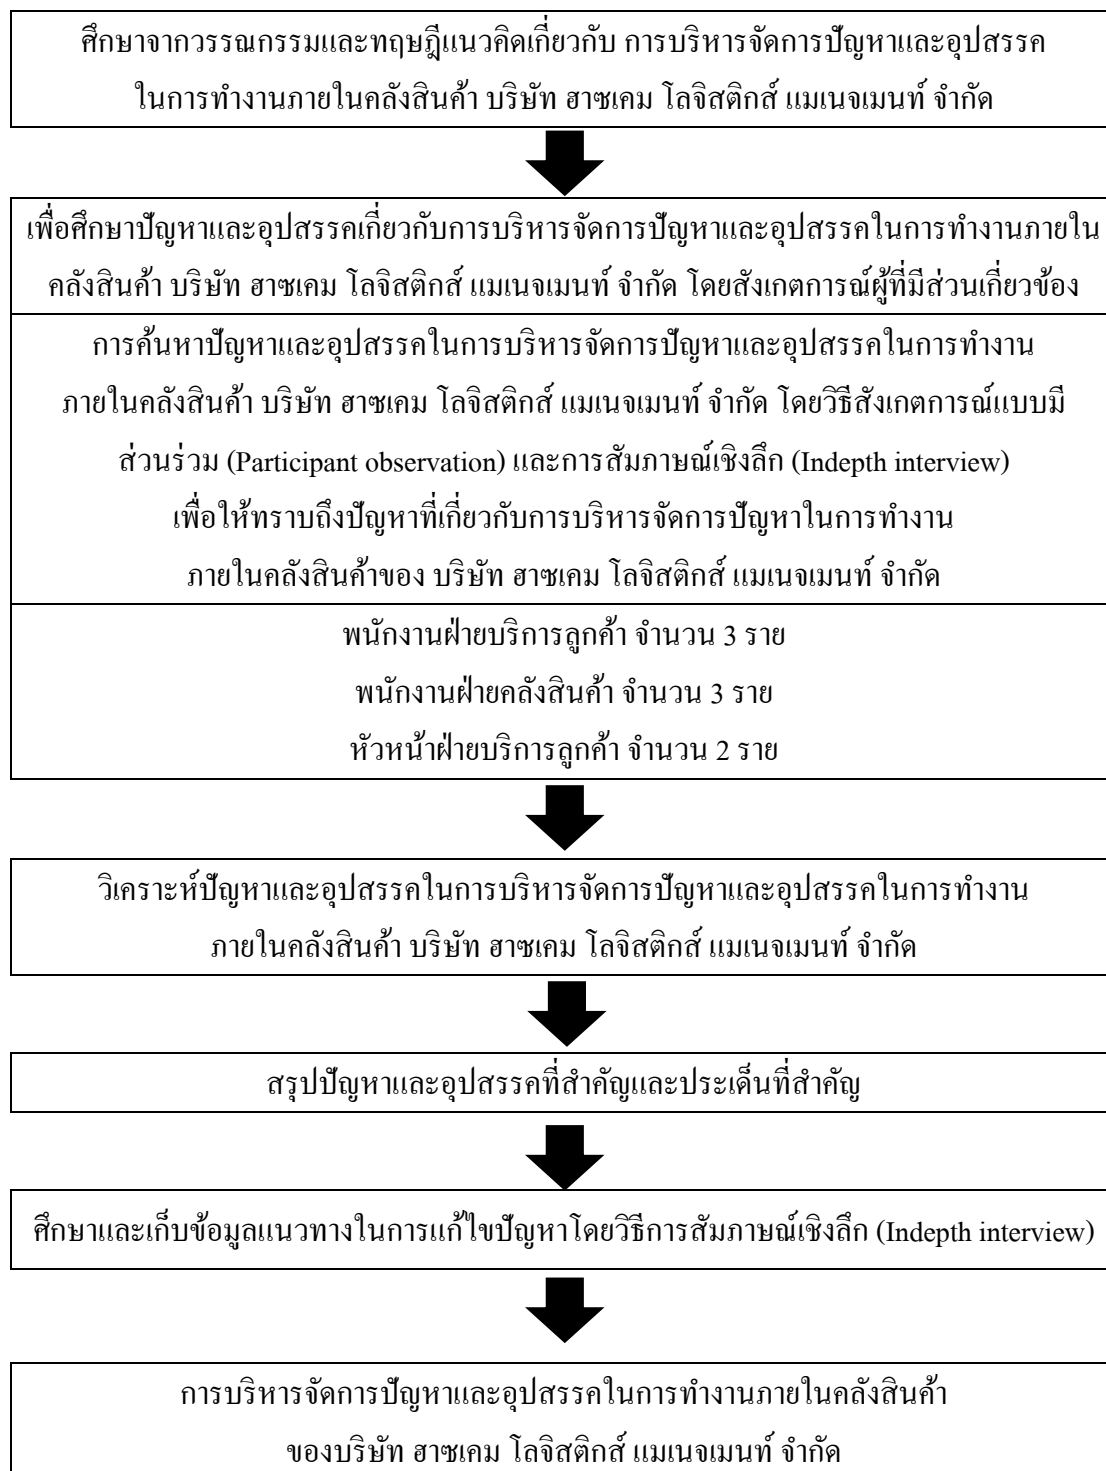 ศึกษาจากวรรณกรรมและทฤษฎีแนวคิดเกี่ยวกับ การบริหารจัดการปัญหาและอุปสรรค
ในการทำงานภายในคลังสินค้า บริษัท ฮาซเคม โลจิสติกส์ แมเนจเมนท์ จำกัด
เพื่อศึกษาปัญหาและอุปสรรคเกี่ยวกับการบริหารจัดการปัญหาและอุปสรรคในการทำงานภายใน
คลังสินค้า บริษัท ฮาซเคม โลจิสติกส์ แมเนจเมนท์ จำกัด โดยสังเกตการณ์ผู้ที่มีส่วนเกี่ยวข้อง
การค้นหาปัญหาและอุปสรรคในการบริหารจัดการปัญหาและอุปสรรคในการทำงาน
ภายในคลังสินค้า บริษัท ฮาซเคม โลจิสติกส์ แมเนจเมนท์ จำกัด โดยวิธีสังเกตการณ์แบบมี
ส่วนร่วม (Participant observation) และการสัมภาษณ์เชิงลึก (Indepth interview)
เพื่อให้ทราบถึงปัญหาที่เกี่ยวกับการบริหารจัดการปัญหาในการทำงาน
ภายในคลังสินค้าของ บริษัท ฮาซเคม โลจิสติกส์ แมเนจเมนท์ จำกัด
พนักงานฝ่ายบริการลูกค้า จำนวน 3 ราย
พนักงานฝ่ายคลังสินค้า จำนวน 3 ราย
หัวหน้าฝ่ายบริการลูกค้า จำนวน 2 ราย
วิเคราะห์ปัญหาและอุปสรรคในการบริหารจัดการปัญหาและอุปสรรคในการทำงาน
ภายในคลังสินค้า บริษัท ฮาซเคม โลจิสติกส์ แมเนจเมนท์ จำกัด
สรุปปัญหาและอุปสรรคที่สำคัญและประเด็นที่สำคัญ
ศึกษาและเก็บข้อมูลแนวทางในการแก้ไขปัญหาโดยวิธีการสัมภาษณ์เชิงลึก (Indepth interview)
การบริหารจัดการปัญหาและอุปสรรคในการทำงานภายในคลังสินค้า
ของบริษัท ฮาซเคม โลจิสติกส์ แมเนจเมนท์ จำกัด